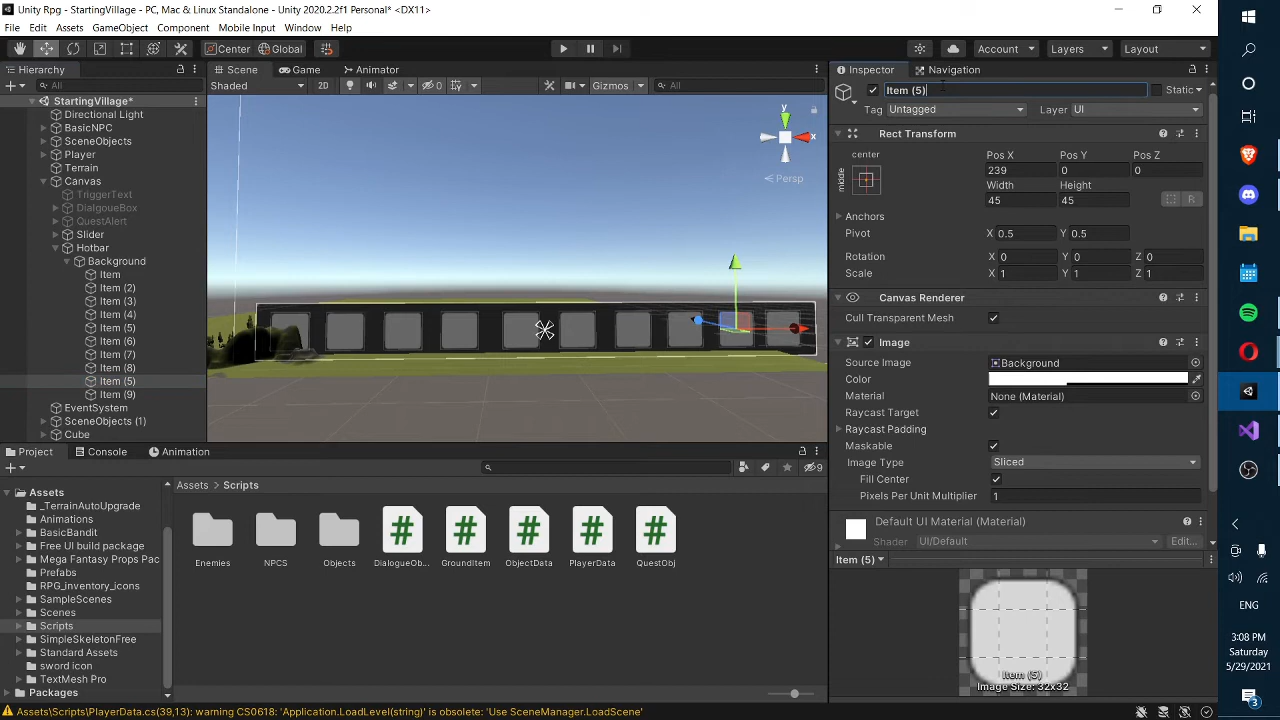 Unity Rpg - StartingVillage - PC, Mac & Linux Standalone - Unity 2020.2.2f1 Personal* <DX11>
File Edit Assets GameObject Component Mobile Input Window Help
Center Global Account Layers Layout
Hierarchy Scene Game Animator Inspector Navigation
All
Shaded 2D 0 Gizmos All
StartingVillage*
Directional Light
BasicNPC
SceneObjects
Player
Terrain
Canvas
TriggerText
DialgoueBox
QuestAlert
Slider
Hotbar
Background
Item
Item (2)
Item (3)
Item (4)
Item (5)
Item (6)
Item (7)
Item (8)
Item (5)
Item (9)
EventSystem
SceneObjects (1)
Cube
y
x
Persp
Item (5) Static
Tag Untagged Layer UI
Rect Transform
center Pos X Pos Y Pos Z
middle 239 0 0
Width Height
45 45 R
Anchors
Pivot X 0.5 Y 0.5
Rotation X 0 Y 0 Z 0
Scale X 1 Y 1 Z 1
Canvas Renderer
Cull Transparent Mesh
Image
Source Image Background
Color
Material None (Material)
Raycast Target
Raycast Padding
Maskable
Image Type Sliced
Fill Center
Pixels Per Unit Multiplier 1
Default UI Material (Material)
Shader UI/Default Edit...
Item (5)
Item (5)
Image Size: 32x32
Project Console Animation
9
Assets
_TerrainAutoUpgrade
Animations
BasicBandit
Free UI build package
Mega Fantasy Props Pac
Prefabs
RPG_inventory_icons
SampleScenes
Scenes
Scripts
SimpleSkeletonFree
Standard Assets
sword icon
TextMesh Pro
Packages
Assets > Scripts
Enemies NPCS Objects DialogueOb... GroundItem ObjectData PlayerData QuestObj
Assets\Scripts\PlayerData.cs(39,13): warning CS0618: 'Application.LoadLevel(string)' is obsolete: 'Use SceneManager.LoadScene'
ENG
3:08 PM
Saturday
5/29/2021
3